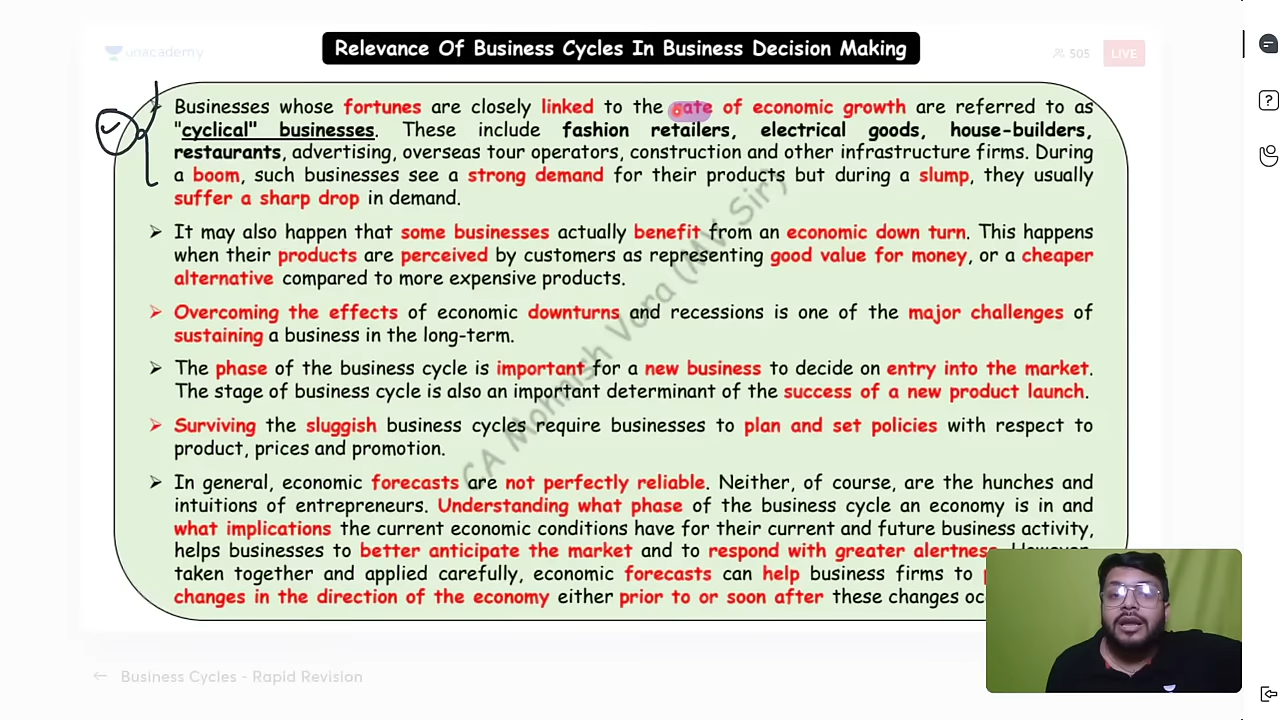 unacademy
Relevance Of Business Cycles In Business Decision Making
505
LIVE
➢ Businesses whose fortunes are closely linked to the rate of economic growth are referred to as
"cyclical" businesses. These include fashion retailers, electrical goods, house-builders,
restaurants, advertising, overseas tour operators, construction and other infrastructure firms. During
a boom, such businesses see a strong demand for their products but during a slump, they usually
suffer a sharp drop in demand.
➢ It may also happen that some businesses actually benefit from an economic down turn. This happens
when their products are perceived by customers as representing good value for money, or a cheaper
alternative compared to more expensive products.
➢ Overcoming the effects of economic downturns and recessions is one of the major challenges of
sustaining a business in the long-term.
➢ The phase of the business cycle is important for a new business to decide on entry into the market.
The stage of business cycle is also an important determinant of the success of a new product launch.
➢ Surviving the sluggish business cycles require businesses to plan and set policies with respect to
product, prices and promotion.
➢ In general, economic forecasts are not perfectly reliable. Neither, of course, are the hunches and
intuitions of entrepreneurs. Understanding what phase of the business cycle an economy is in and
what implications the current economic conditions have for their current and future business activity,
helps businesses to better anticipate the market and to respond with greater alertness. However,
taken together and applied carefully, economic forecasts can help business firms to
changes in the direction of the economy either prior to or soon after these changes
CA Mohnish Vora (MV Sir)
← Business Cycles - Rapid Revision